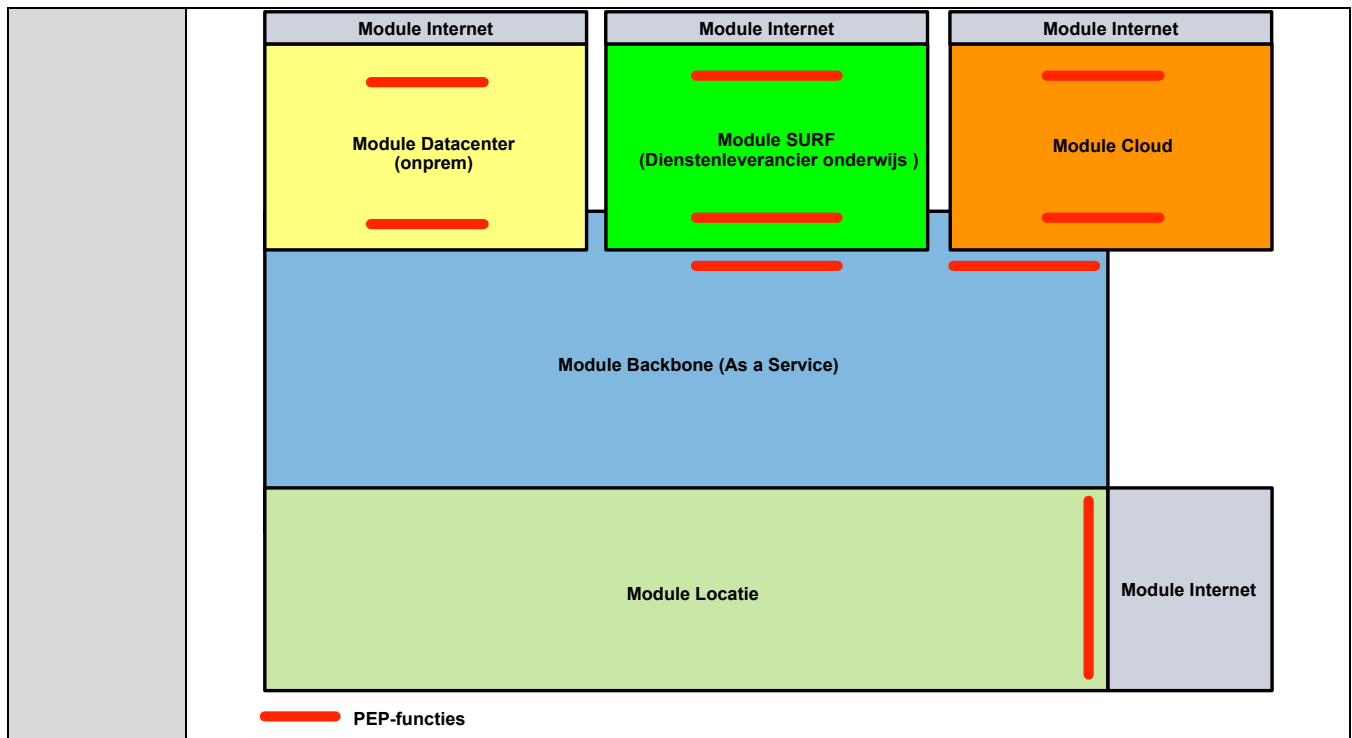 Module Internet
Module Internet
Module Internet
Module Datacenter
(onprem)
Module SURF
(Dienstenleverancier onderwijs )
Module Cloud
Module Backbone (As a Service)
Module Locatie
Module Internet
PEP-functies